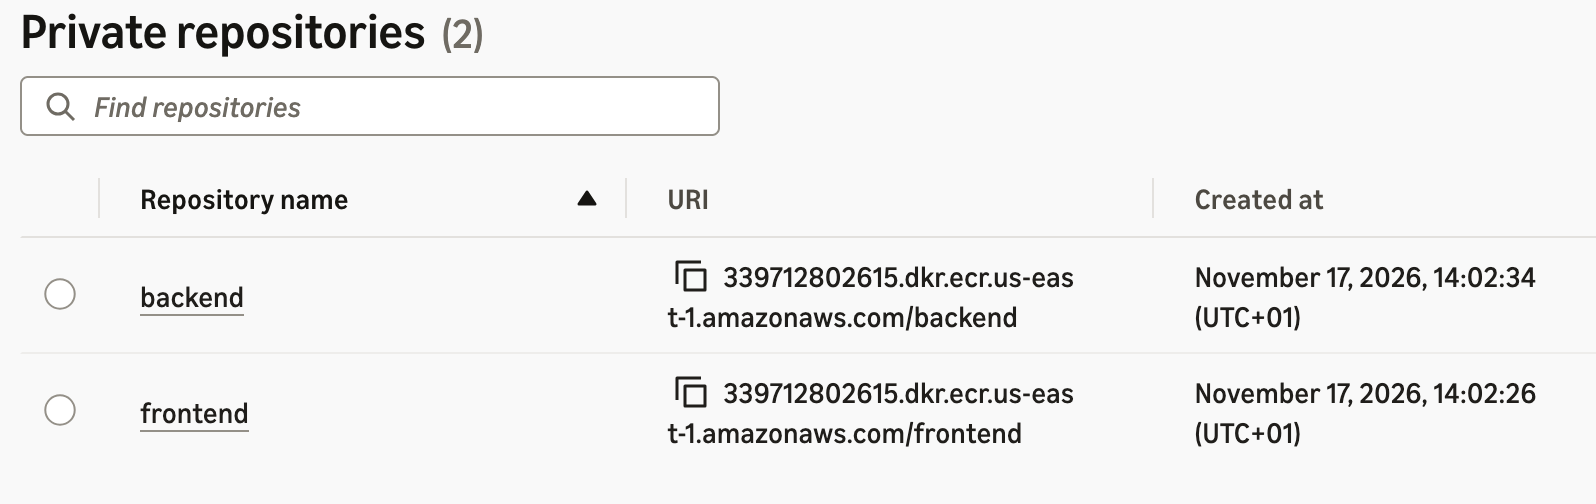 Private repositories (2)
Find repositories
Repository name URI Created at
backend 339712802615.dkr.ecr.us-eas November 17, 2026, 14:02:34
t-1.amazonaws.com/backend (UTC+01)
frontend 339712802615.dkr.ecr.us-eas November 17, 2026, 14:02:26
t-1.amazonaws.com/frontend (UTC+01)